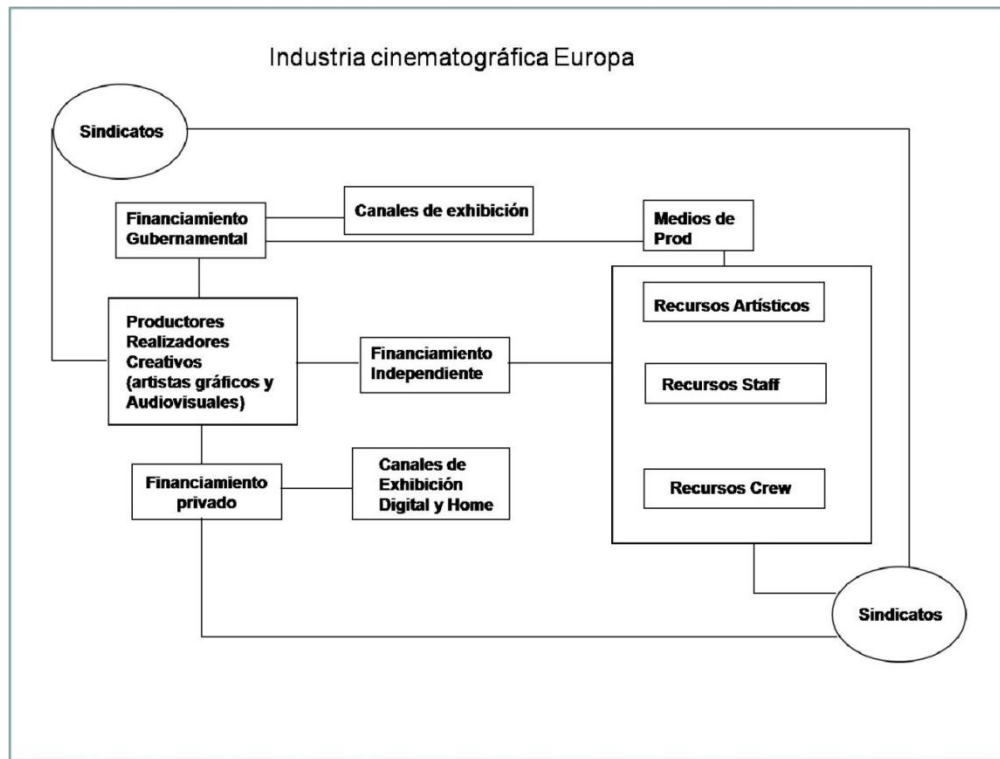 Industria cinematográfica Europa
Sindicatos
Financiamiento
Gubernamental
Canales de exhibición
Medios de
Prod
Productores
Realizadores
Creativos
(artistas gráficos y
Audiovisuales)
Financiamiento
Independiente
Recursos Artísticos
Recursos Staff
Recursos Crew
Financiamiento
privado
Canales de
Exhibición
Digital y Home
Sindicatos